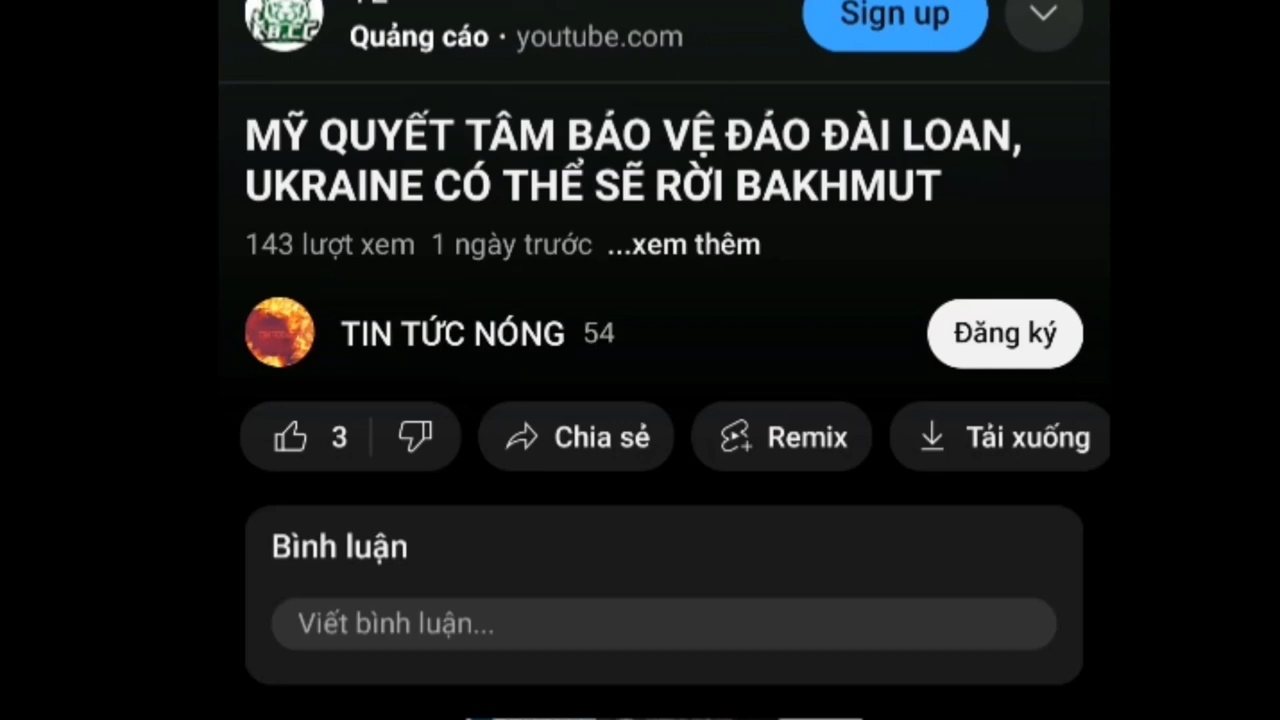 Sign up
Quảng cáo · youtube.com
MỸ QUYẾT TÂM BẢO VỆ ĐẢO ĐÀI LOAN,
UKRAINE CÓ THỂ SẼ RỜI BAKHMUT
143 lượt xem 1 ngày trước ...xem thêm
TIN TỨC NÓNG 54
Đăng ký
3
Chia sẻ
Remix
Tải xuống
Bình luận
Viết bình luận...